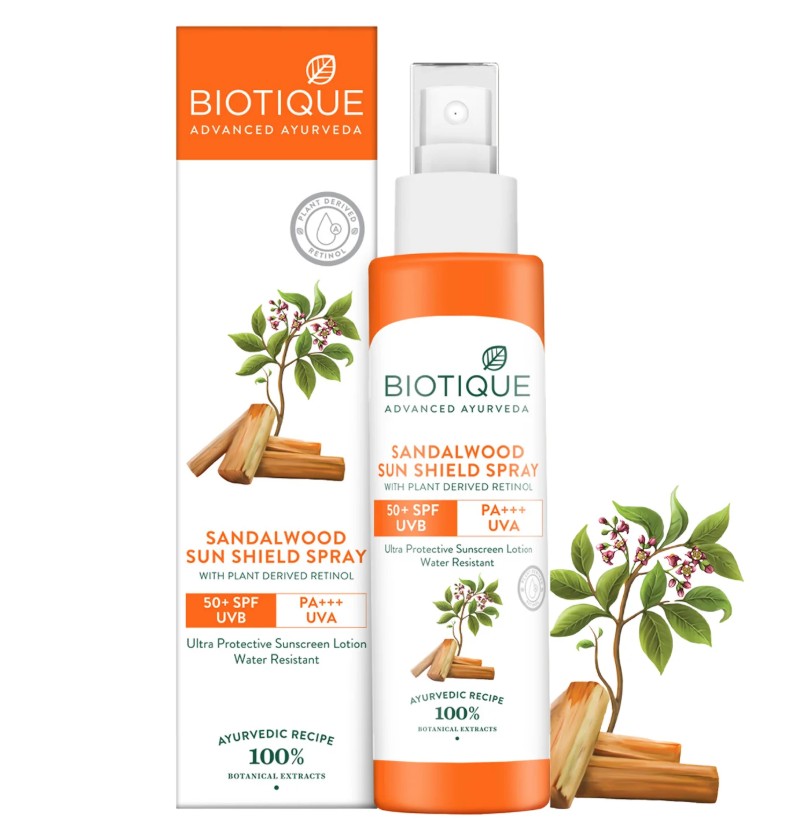 BIOTIQUE
ADVANCED AYURVEDA
PLANT DERIVED
A
RETINOL
SANDALWOOD
SUN SHIELD SPRAY
WITH PLANT DERIVED RETINOL
50+ SPF
UVB
PA+++
UVA
Ultra Protective Sunscreen Lotion
Water Resistant
AYURVEDIC RECIPE
100%
BOTANICAL EXTRACTS
BIOTIQUE
ADVANCED AYURVEDA
SANDALWOOD
SUN SHIELD SPRAY
WITH PLANT DERIVED RETINOL
50+ SPF
UVB
PA+++
UVA
Ultra Protective Sunscreen Lotion
Water Resistant
AYURVEDIC RECIPE
100%
BOTANICAL EXTRACTS